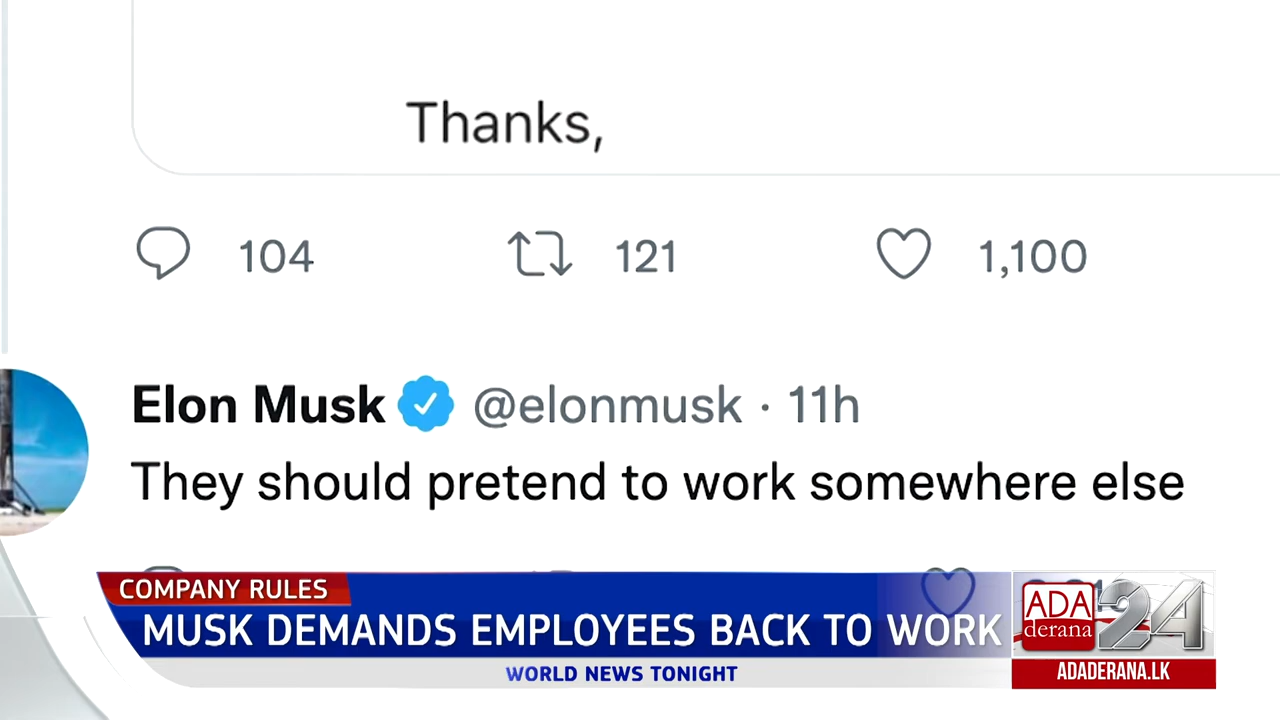 Thanks,
104 121 1,100
Elon Musk @elonmusk · 11h
They should pretend to work somewhere else
COMPANY RULES
MUSK DEMANDS EMPLOYEES BACK TO WORK
WORLD NEWS TONIGHT
ADA
derana
24
ADADERANA.LK